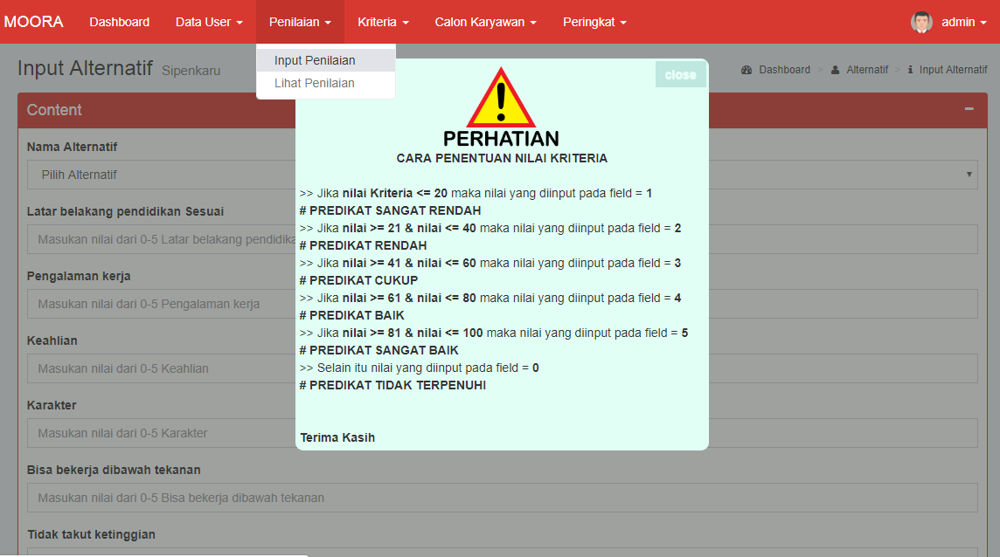 MOORA Dashboard Data User Penilaian Kriteria Calon Karyawan Peringkat admin
Input Penilaian
Lihat Penilaian
Input Alternatif Sipenkaru
Dashboard > Alternatif > Input Alternatif
close
PERHATIAN
CARA PENENTUAN NILAI KRITERIA
>> Jika nilai Kriteria <= 20 maka nilai yang diinput pada field = 1
# PREDIKAT SANGAT RENDAH
>> Jika nilai >= 21 & nilai <= 40 maka nilai yang diinput pada field = 2
# PREDIKAT RENDAH
>> Jika nilai >= 41 & nilai <= 60 maka nilai yang diinput pada field = 3
# PREDIKAT CUKUP
>> Jika nilai >= 61 & nilai <= 80 maka nilai yang diinput pada field = 4
# PREDIKAT BAIK
>> Jika nilai >= 81 & nilai <= 100 maka nilai yang diinput pada field = 5
# PREDIKAT SANGAT BAIK
>> Selain itu nilai yang diinput pada field = 0
# PREDIKAT TIDAK TERPENUHI
Terima Kasih
Content
Nama Alternatif
Pilih Alternatif
Latar belakang pendidikan Sesuai
Masukan nilai dari 0-5 Latar belakang
Pengalaman kerja
Masukan nilai dari 0-5 Pengalaman kerja
Keahlian
Masukan nilai dari 0-5 Keahlian
Karakter
Masukan nilai dari 0-5 Karakter
Bisa bekerja dibawah tekanan
Masukan nilai dari 0-5 Bisa bekerja dibawah tekanan
Tidak takut ketinggian